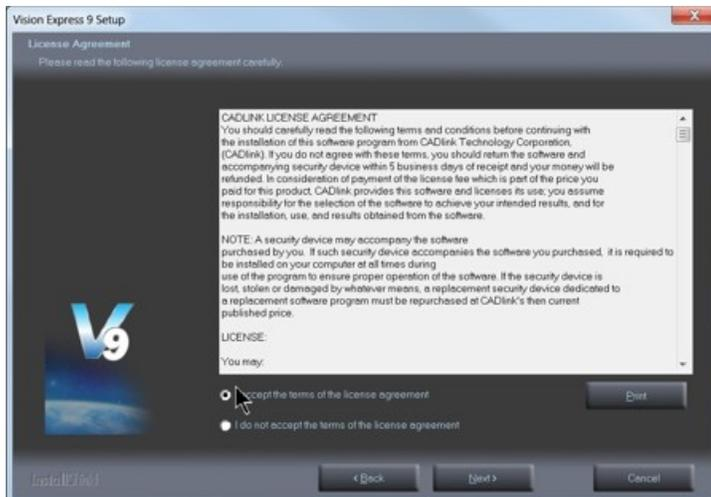 Vision Express 9 Setup
License Agreement
Please read the following license agreement carefully.
CADLINK LICENSE AGREEMENT
You should carefully read the following terms and conditions before continuing with
the installation of this software program from CADlink Technology Corporation,
(CADlink). If you do not agree with these terms, you should return the software and
accompanying security device within 5 business days of receipt and your money will be
refunded. In consideration of payment of the license fee which is part of the price you
paid for this product, CADlink provides this software and licenses its use; you assume
responsibility for the selection of the software to achieve your intended results, and for
the installation, use, and results obtained from the software.
NOTE: A security device may accompany the software
purchased by you. If such security device accompanies the software you purchased, it is required to
be installed on your computer at all times during
use of the program to ensure proper operation of the software. If the security device is
lost, stolen or damaged by whatever means, a replacement security device dedicated to
a replacement software program must be repurchased at CADlink's then current
published price.
LICENSE:
You may:
V9
accept the terms of the license agreement
Print
I do not accept the terms of the license agreement
InstallShield
< Back
Next >
Cancel